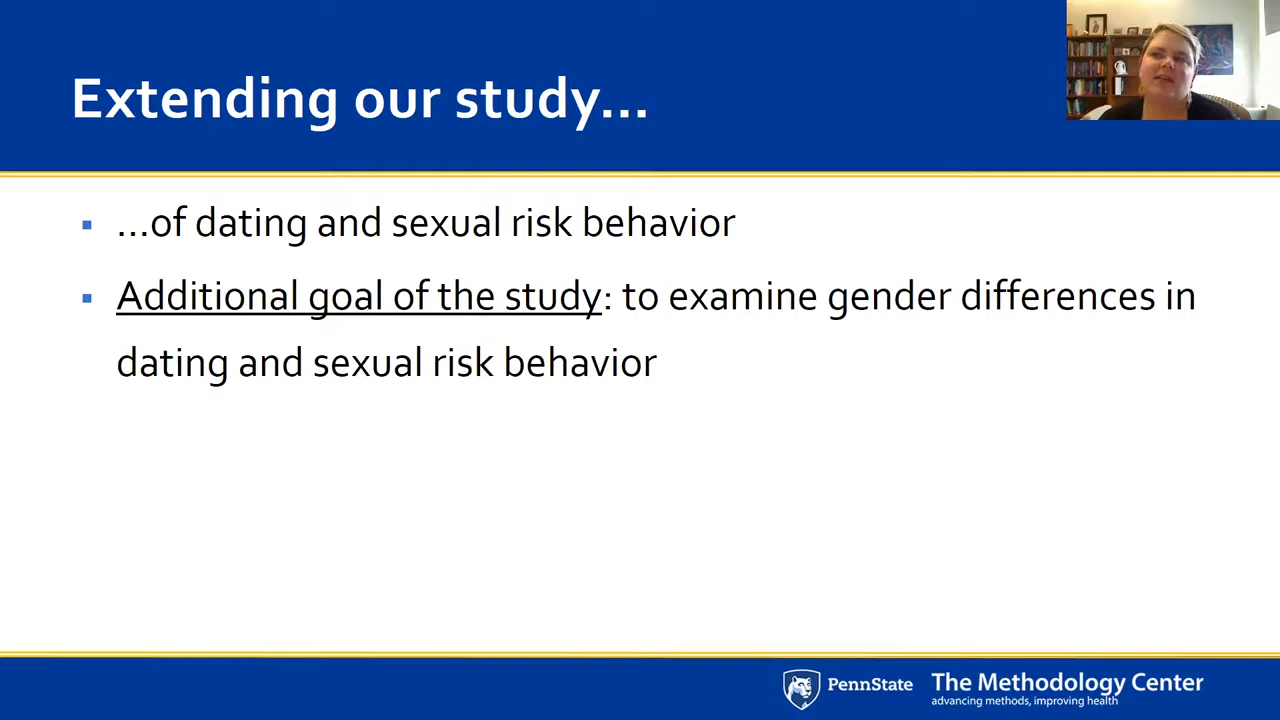 Extending our study...
...of dating and sexual risk behavior
Additional goal of the study: to examine gender differences in
dating and sexual risk behavior
PennState
The Methodology Center
advancing methods, improving health